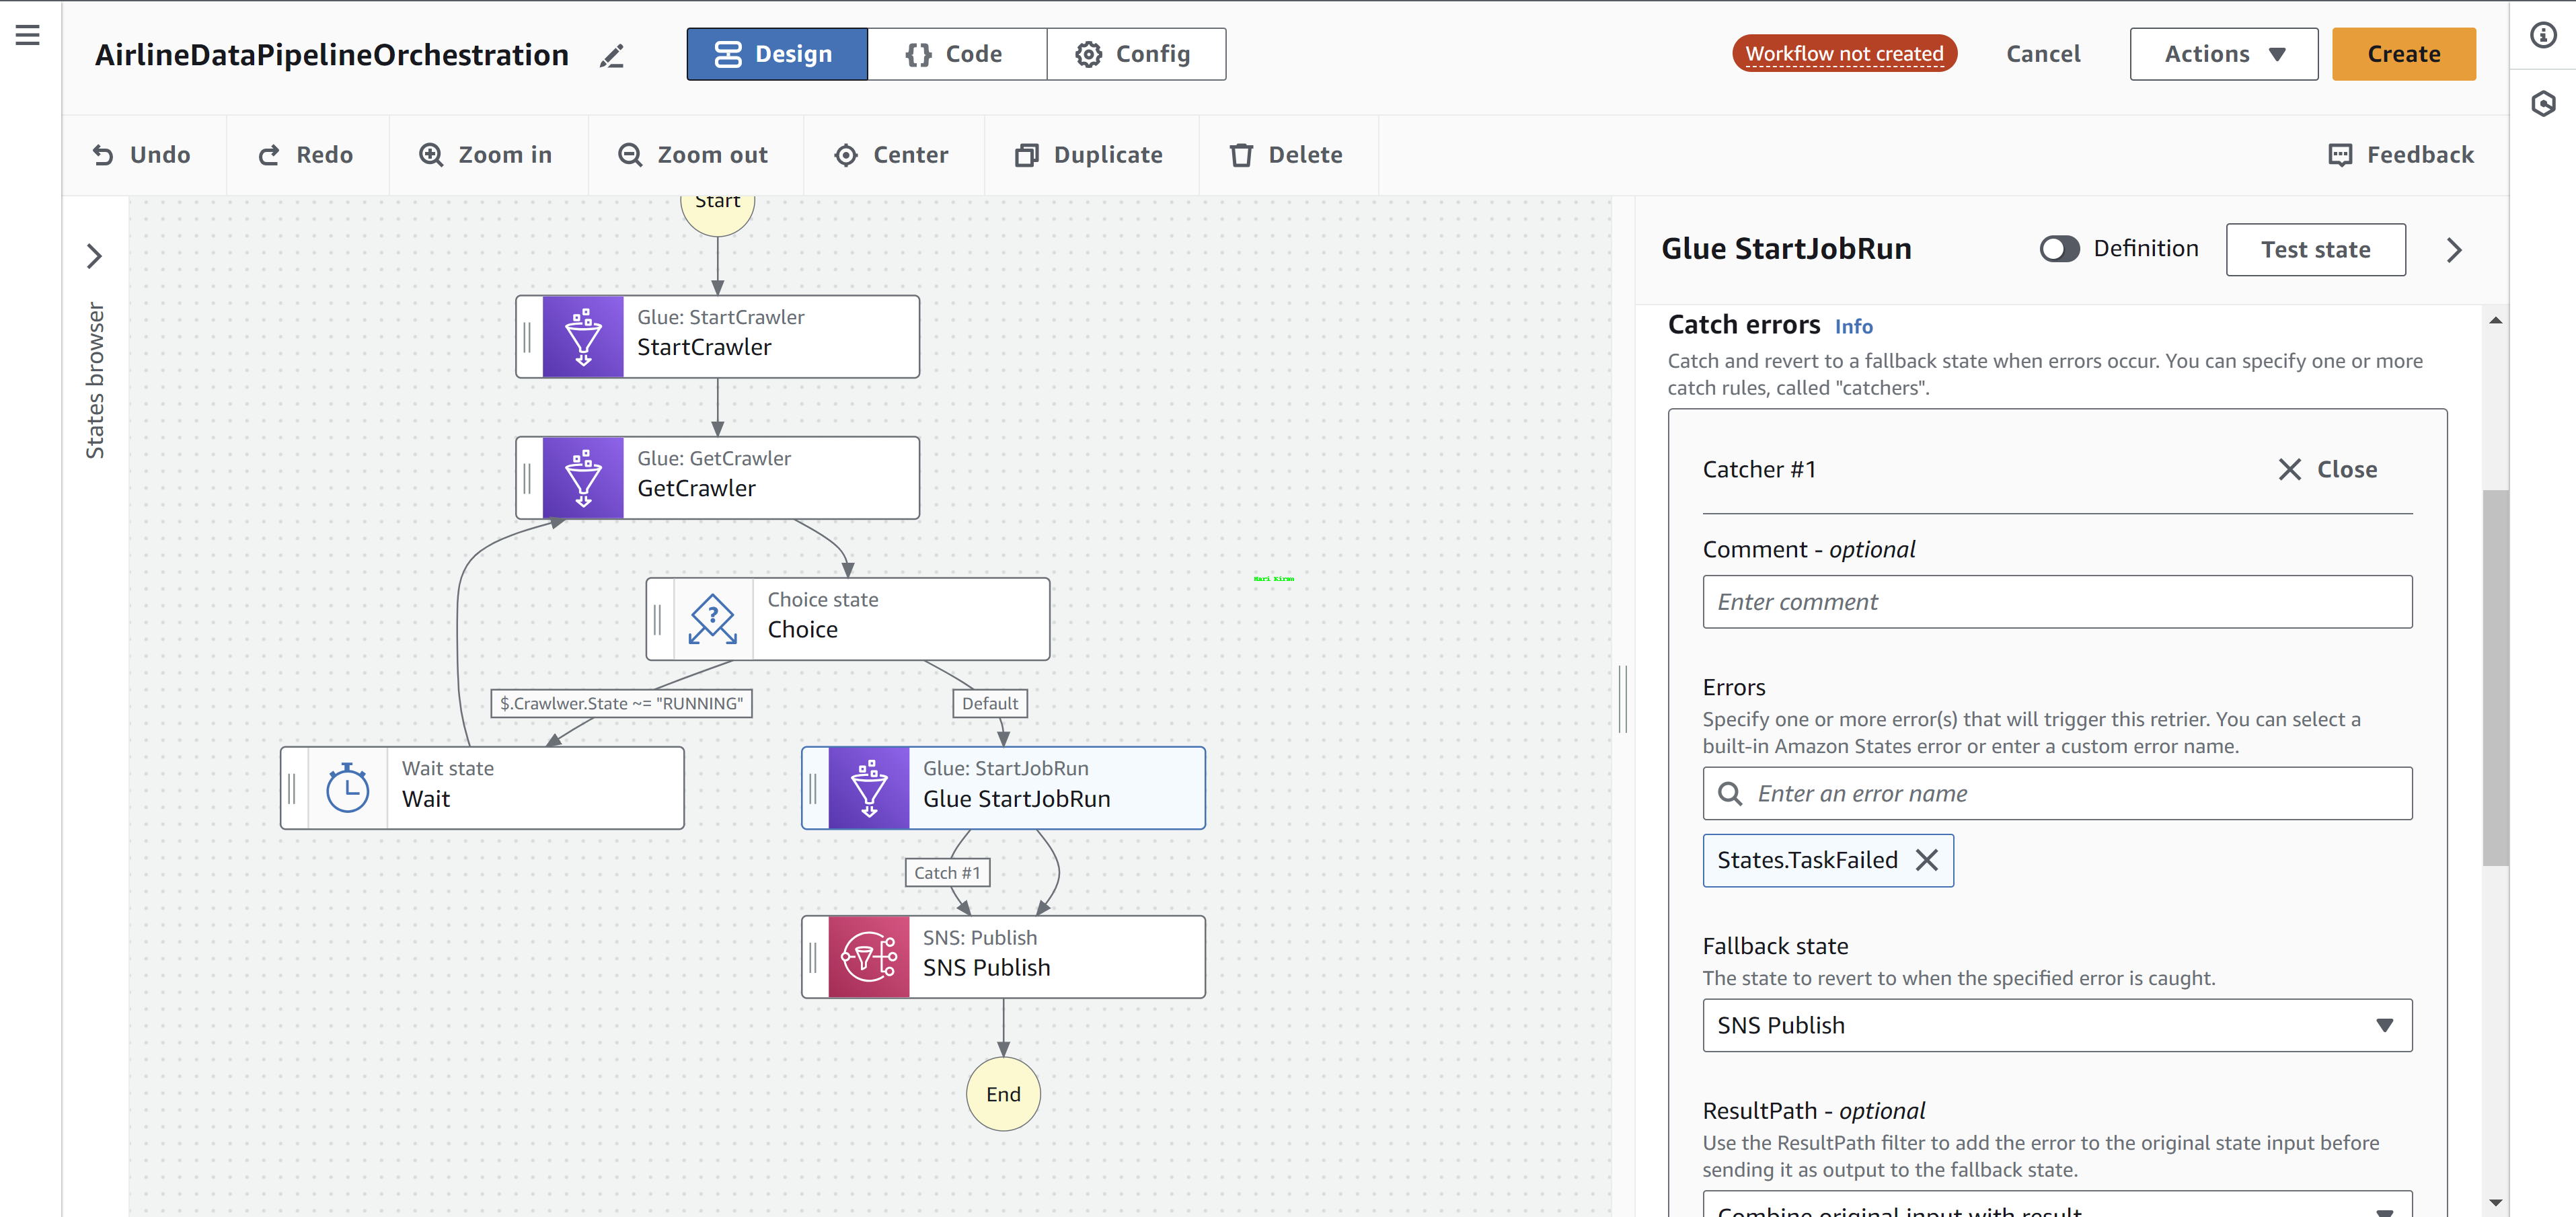 AirlineDataPipelineOrchestration
Design
Code
Config
Workflow not created
Cancel
Actions
Create
Undo
Redo
Zoom in
Zoom out
Center
Duplicate
Delete
Feedback
States browser
Start
Glue: StartCrawler
StartCrawler
Glue: GetCrawler
GetCrawler
Choice state
Choice
$.Crawlwer.State ~= "RUNNING"
Default
Wait state
Wait
Glue: StartJobRun
Glue StartJobRun
Catch #1
SNS: Publish
SNS Publish
End
Hari Kiran
Glue StartJobRun
Definition
Test state
Catch errors Info
Catch and revert to a fallback state when errors occur. You can specify one or more
catch rules, called "catchers".
Catcher #1
Close
Comment - optional
Enter comment
Errors
Specify one or more error(s) that will trigger this retrier. You can select a
built-in Amazon States error or enter a custom error name.
Enter an error name
States.TaskFailed
Fallback state
The state to revert to when the specified error is caught.
SNS Publish
ResultPath - optional
Use the ResultPath filter to add the error to the original state input before
sending it as output to the fallback state.
Combine original input with result